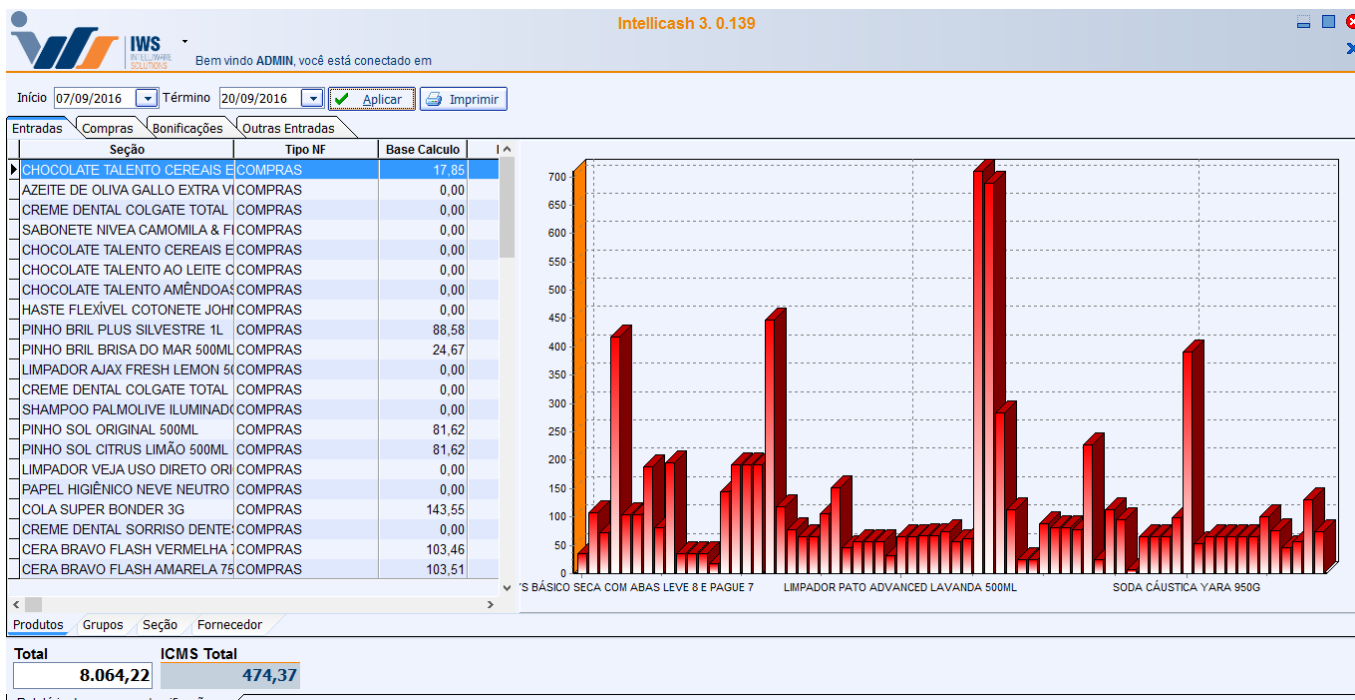 Intellicash 3. 0.139
IWS
INTELLIWARE
SOLUTIONS
Bem vindo ADMIN, você está conectado em
Início 07/09/2016 Término 20/09/2016 Aplicar Imprimir
Entradas Compras Bonificações Outras Entradas
Seção Tipo NF Base Calculo
CHOCOLATE TALENTO CEREAIS E COMPRAS 17,85
AZEITE DE OLIVA GALLO EXTRA VI COMPRAS 0,00
CREME DENTAL COLGATE TOTAL COMPRAS 0,00
SABONETE NIVEA CAMOMILA & FI COMPRAS 0,00
CHOCOLATE TALENTO CEREAIS E COMPRAS 0,00
CHOCOLATE TALENTO AO LEITE C COMPRAS 0,00
CHOCOLATE TALENTO AMÊNDOAS COMPRAS 0,00
HASTE FLEXÍVEL COTONETE JOHN COMPRAS 0,00
PINHO BRIL PLUS SILVESTRE 1L COMPRAS 88,58
PINHO BRIL BRISA DO MAR 500ML COMPRAS 24,67
LIMPADOR AJAX FRESH LEMON 50 COMPRAS 0,00
CREME DENTAL COLGATE TOTAL COMPRAS 0,00
SHAMPOO PALMOLIVE ILUMINADO COMPRAS 0,00
PINHO SOL ORIGINAL 500ML COMPRAS 81,62
PINHO SOL CITRUS LIMÃO 500ML COMPRAS 81,62
LIMPADOR VEJA USO DIRETO ORI COMPRAS 0,00
PAPEL HIGIÊNICO NEVE NEUTRO COMPRAS 0,00
COLA SUPER BONDER 3G COMPRAS 143,55
CREME DENTAL SORRISO DENTES COMPRAS 0,00
CERA BRAVO FLASH VERMELHA 7 COMPRAS 103,46
CERA BRAVO FLASH AMARELA 75 COMPRAS 103,51
700
650
600
550
500
450
400
350
300
250
200
150
100
50
0
'S BÁSICO SECA COM ABAS LEVE 8 E PAGUE 7 LIMPADOR PATO ADVANCED LAVANDA 500ML SODA CÁUSTICA YARA 950G
Produtos Grupos Seção Fornecedor
Total ICMS Total
8.064,22 474,37